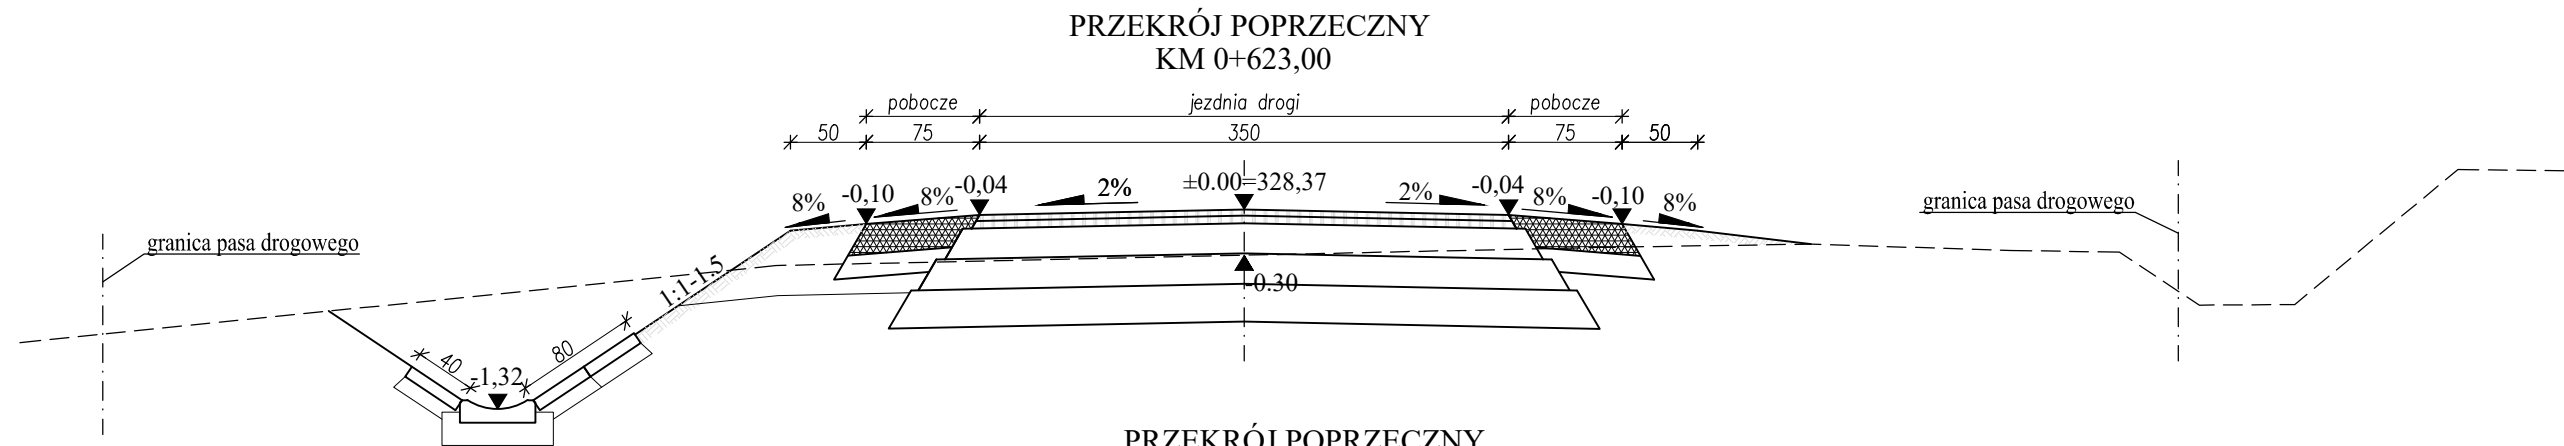 PRZEKRÓJ POPRZECZNY
KM 0+623,00
pobocze jezdnia drogi pobocze
50 75 350 75 50
8% -0,10 8% -0,04 2% ±0.00=328,37 2% -0,04 8% -0,10 8%
granica pasa drogowego
granica pasa drogowego
1:1-1.5
-0.30
40 -1,32 80
PRZEKRÓJ POPRZECZNY